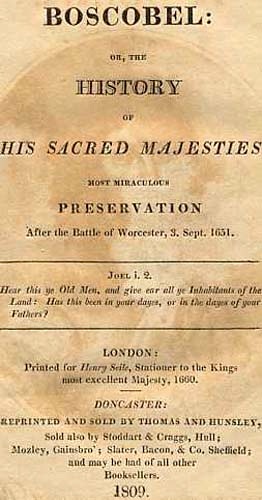 BOSCOBEL:
OR, THE
HISTORY
OF
HIS SACRED MAJESTIES
MOST MIRACULOUS
PRESERVATION
After the Battle of Worcester, 3. Sept. 1651.
JOEL i. 2.
Hear this ye Old Men, and give ear all ye Inhabitants of the
Land: Has this been in your dayes, or in the dayes of your
Fathers?
LONDON:
Printed for Henry Seile, Stationer to the Kings
most excellent Majesty, 1660.
DONCASTER:
REPRINTED AND SOLD BY THOMAS AND HUNSLEY,
Sold also by Stoddart & Craggs, Hull;
Mozley, Gainsbro'; Slater, Bacon, & Co. Sheffield;
and may be had of all other
Booksellers.
1809.